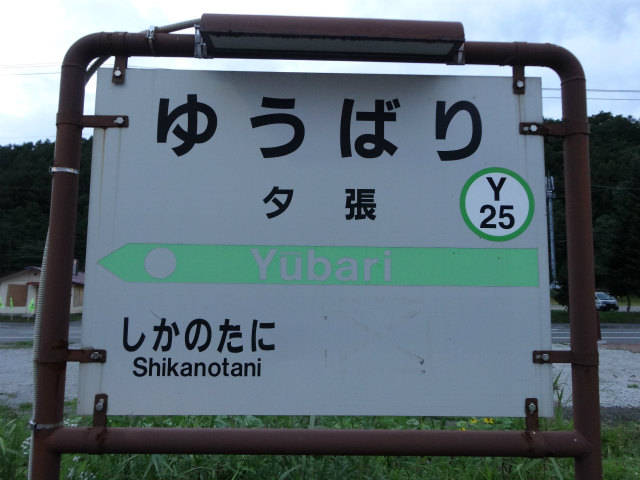 ゆうばり
夕張
Y
25
Yūbari
しかのたに
Shikanotani